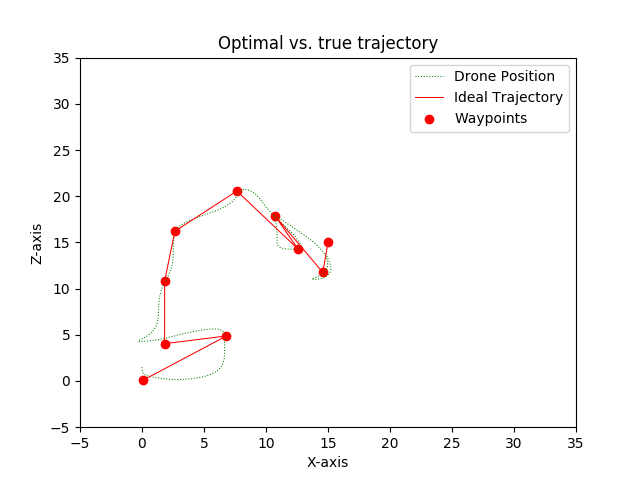 Optimal vs. true trajectory
Drone Position
Ideal Trajectory
Waypoints
35
30
25
20
15
10
5
0
−5
Z-axis
−5 0 5 10 15 20 25 30 35
X-axis